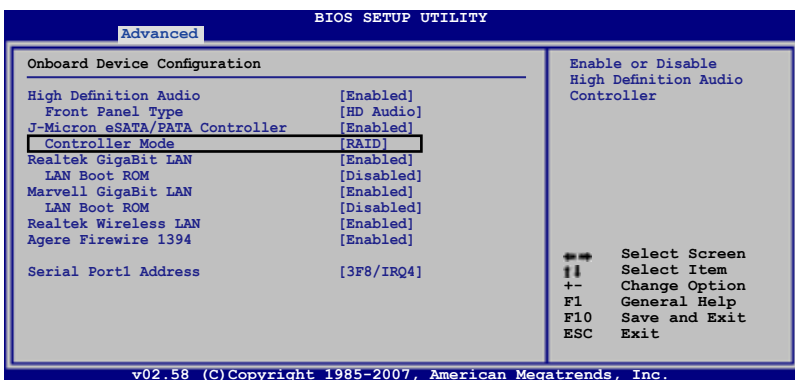 BIOS SETUP UTILITY
Advanced
Onboard Device Configuration
High Definition Audio [Enabled]
Front Panel Type [HD Audio]
J-Micron eSATA/PATA Controller [Enabled]
Controller Mode [RAID]
Realtek GigaBit LAN [Enabled]
LAN Boot ROM [Disabled]
Marvell GigaBit LAN [Enabled]
LAN Boot ROM [Disabled]
Realtek Wireless LAN [Enabled]
Agere Firewire 1394 [Enabled]
Serial Port1 Address [3F8/IRQ4]
Enable or Disable
High Definition Audio
Controller
←→ Select Screen
↑↓ Select Item
+- Change Option
F1 General Help
F10 Save and Exit
ESC Exit
v02.58 (C)Copyright 1985-2007, American Megatrends, Inc.